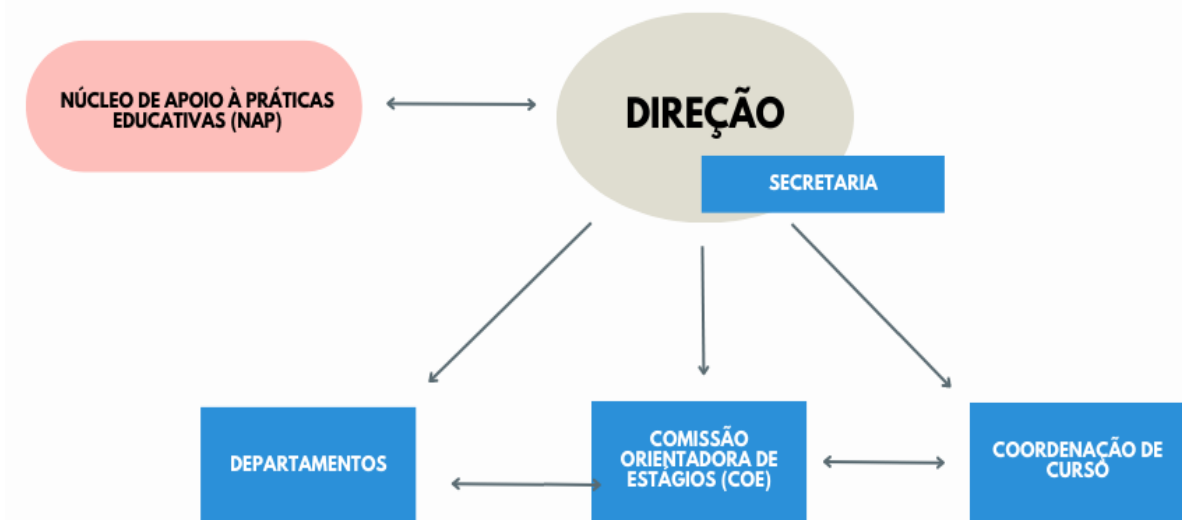 NÚCLEO DE APOIO À PRÁTICAS
EDUCATIVAS (NAP)
DIREÇÃO
SECRETARIA
DEPARTAMENTOS
COMISSÃO
ORIENTADORA DE
ESTÁGIOS (COE)
COORDENAÇÃO DE
CURSO